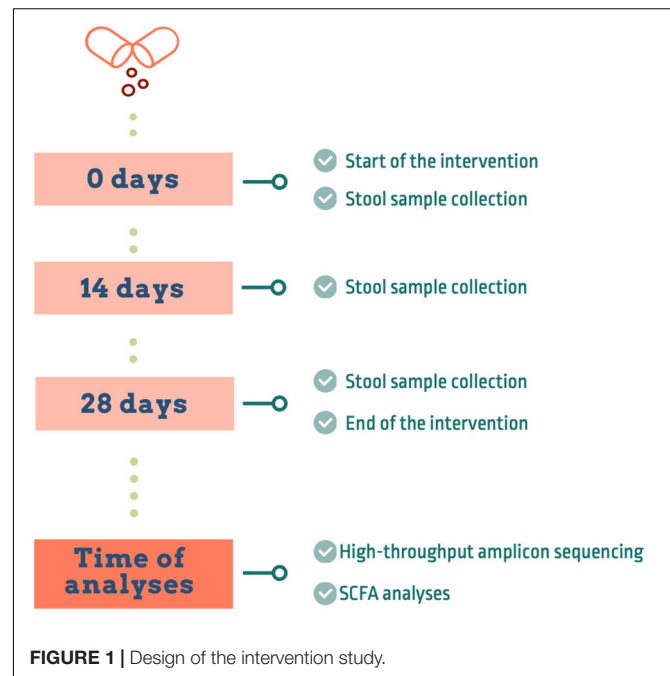 0 days
Start of the intervention
Stool sample collection
14 days
Stool sample collection
28 days
Stool sample collection
End of the intervention
Time of
analyses
High-throughput amplicon sequencing
SCFA analyses
FIGURE 1 | Design of the intervention study.